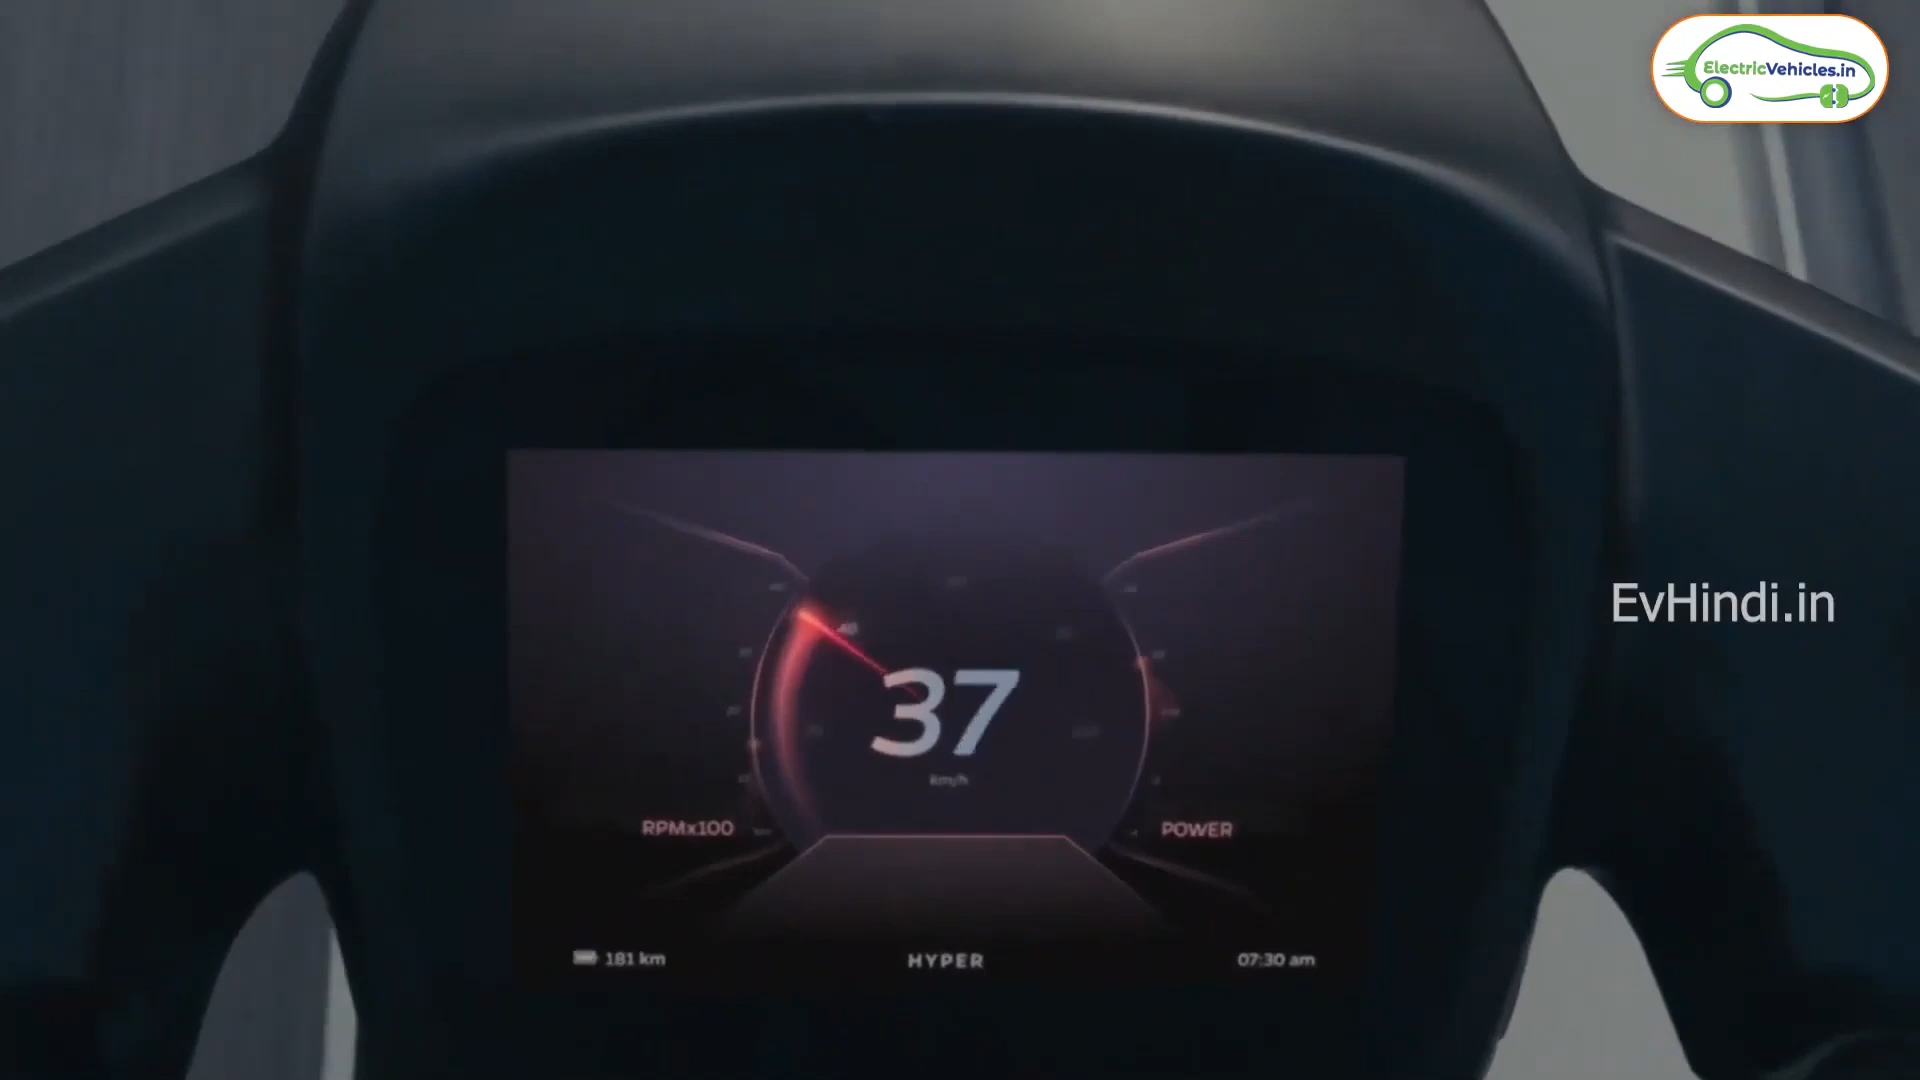 ElectricVehicles.in
EvHindi.in
37
km/h
RPMx100
POWER
181 km
HYPER
07:30 am